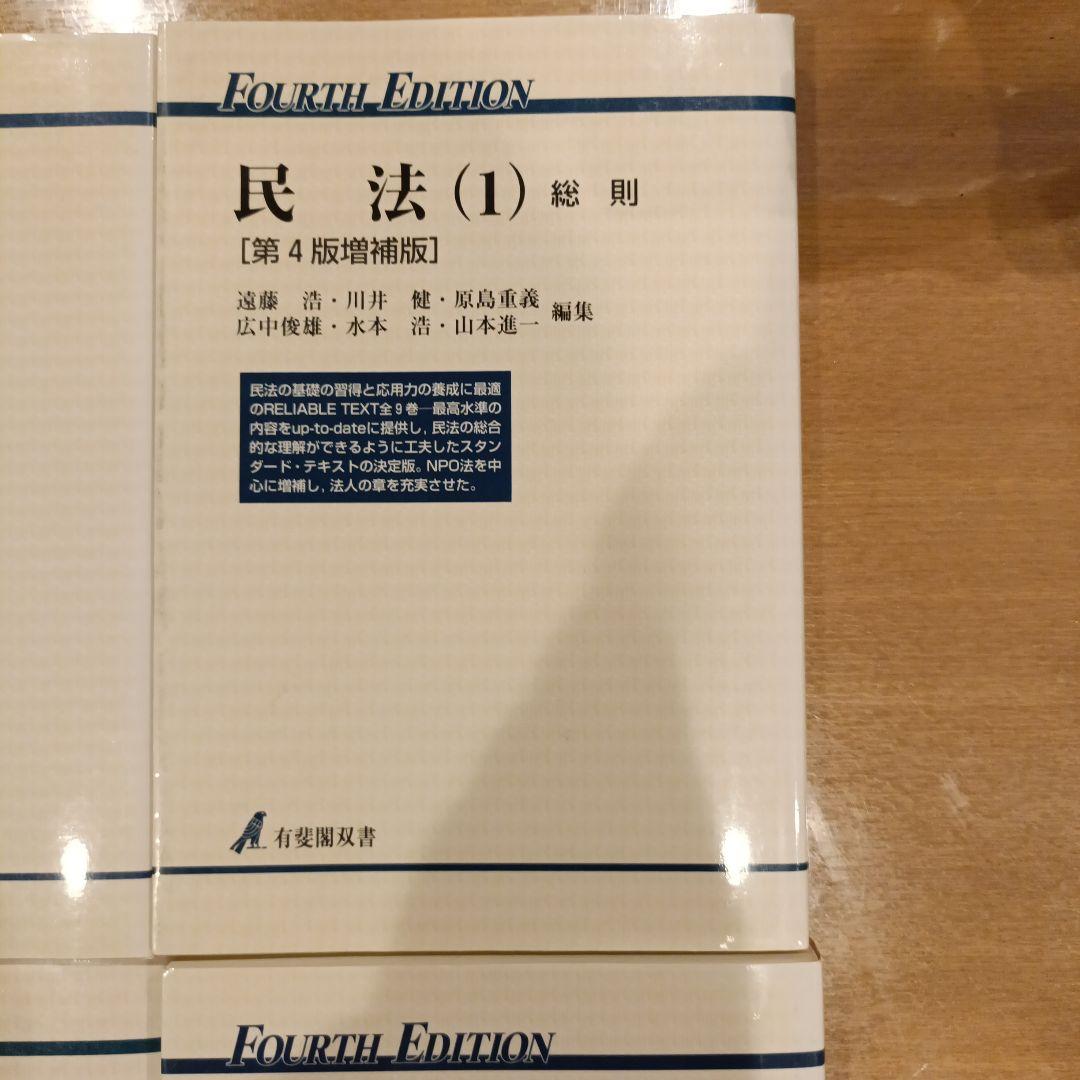 FOURTH EDITION
民 法 (1) 総 則
[第4版増補版]
遠藤 浩・川井 健・原島重義
広中俊雄・水本 浩・山本進一 編集
民法の基礎の習得と応用力の養成に最適
のRELIABLE TEXT全9巻―最高水準の
内容をup-to-dateに提供し,民法の総合
的な理解ができるように工夫したスタン
ダード・テキストの決定版。NPO法を中
心に増補し,法人の章を充実させた。
有斐閣双書
FOURTH EDITION